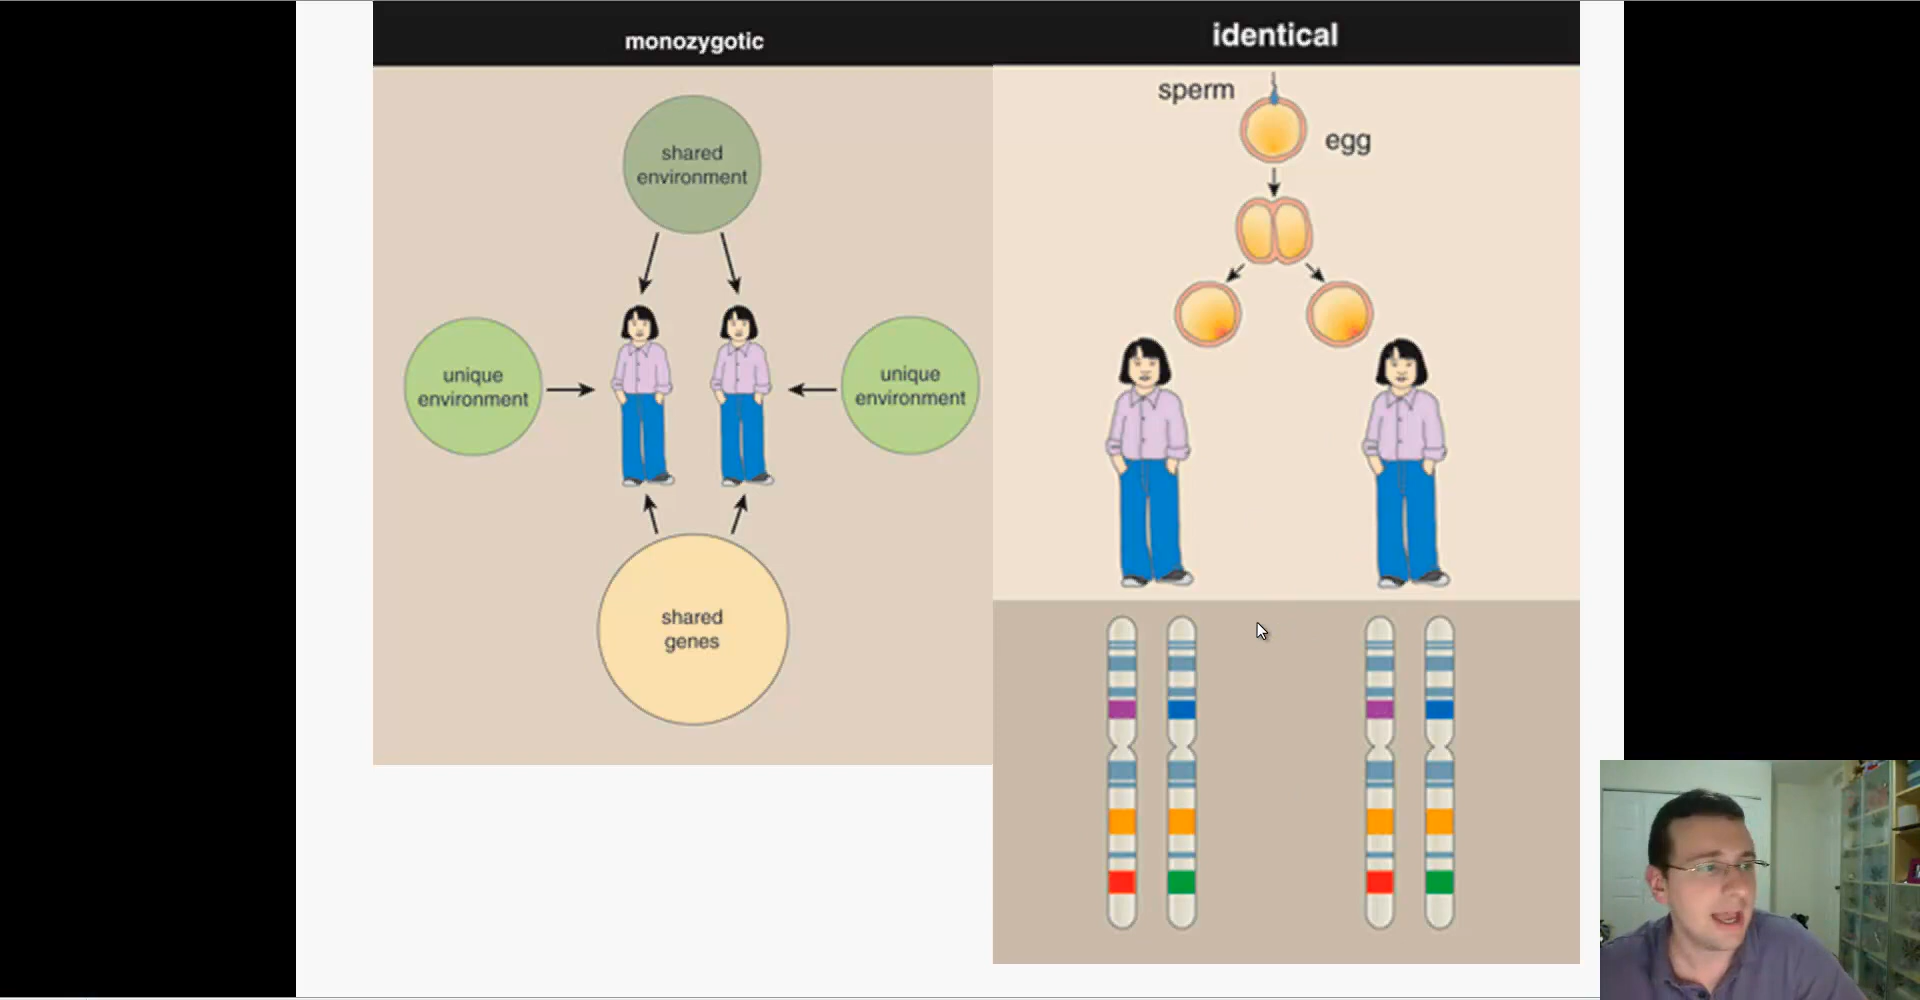 monozygotic
shared
environment
unique
environment
unique
environment
shared
genes
identical
sperm
egg